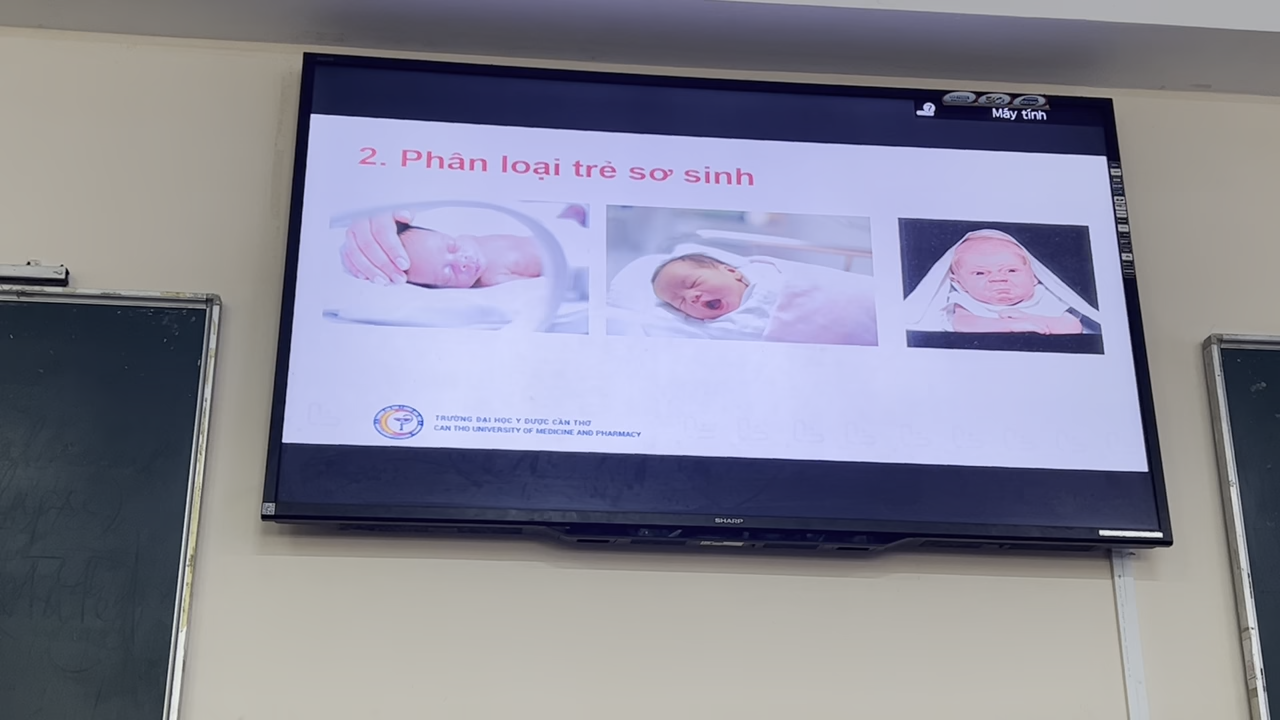 Máy tính
2. Phân loại trẻ sơ sinh
TRƯỜNG ĐẠI HỌC Y DƯỢC CẦN THƠ
CAN THO UNIVERSITY OF MEDICINE AND PHARMACY
SHARP